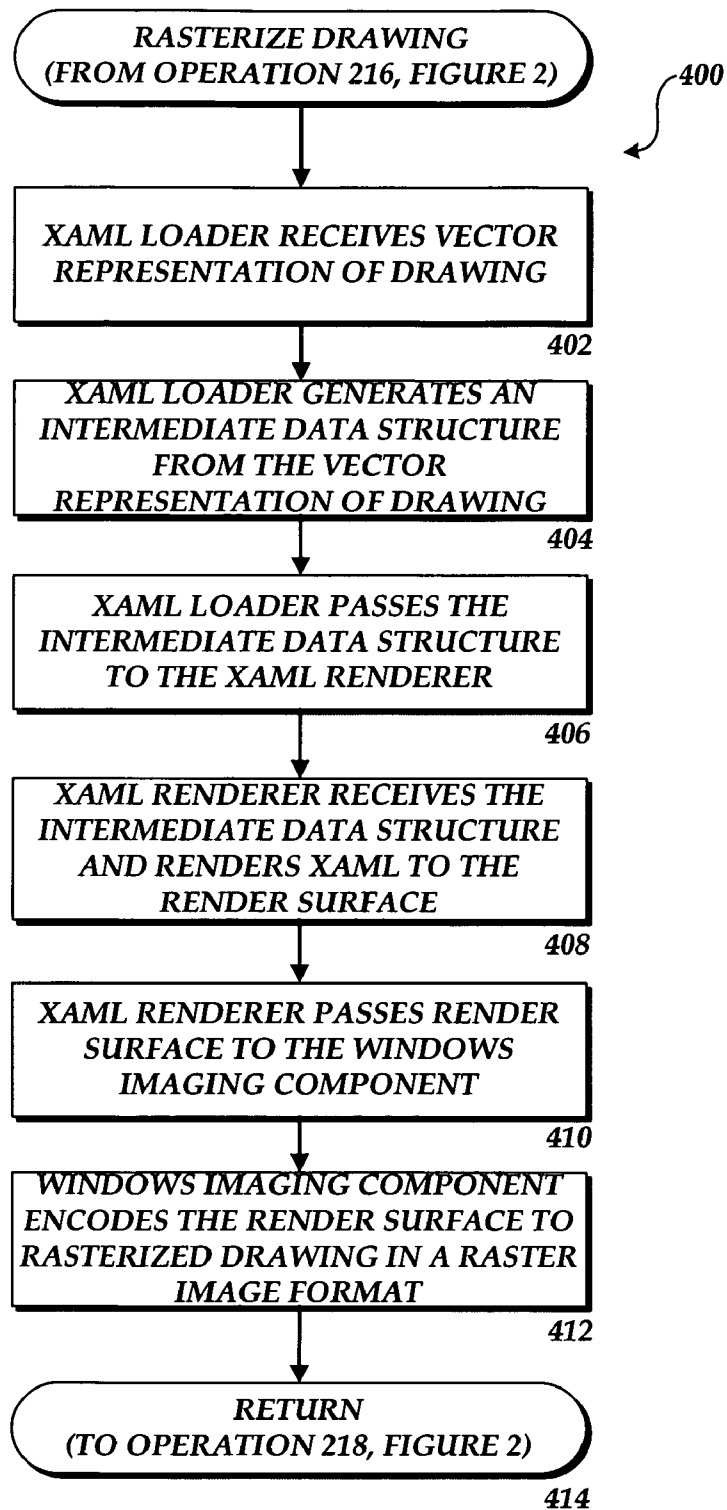 RASTERIZE DRAWING
(FROM OPERATION 216, FIGURE 2)
400
XAML LOADER RECEIVES VECTOR
REPRESENTATION OF DRAWING
402
XAML LOADER GENERATES AN
INTERMEDIATE DATA STRUCTURE
FROM THE VECTOR
REPRESENTATION OF DRAWING
404
XAML LOADER PASSES THE
INTERMEDIATE DATA STRUCTURE
TO THE XAML RENDERER
406
XAML RENDERER RECEIVES THE
INTERMEDIATE DATA STRUCTURE
AND RENDERS XAML TO THE
RENDER SURFACE
408
XAML RENDERER PASSES RENDER
SURFACE TO THE WINDOWS
IMAGING COMPONENT
410
WINDOWS IMAGING COMPONENT
ENCODES THE RENDER SURFACE TO
RASTERIZED DRAWING IN A RASTER
IMAGE FORMAT
412
RETURN
(TO OPERATION 218, FIGURE 2)
414